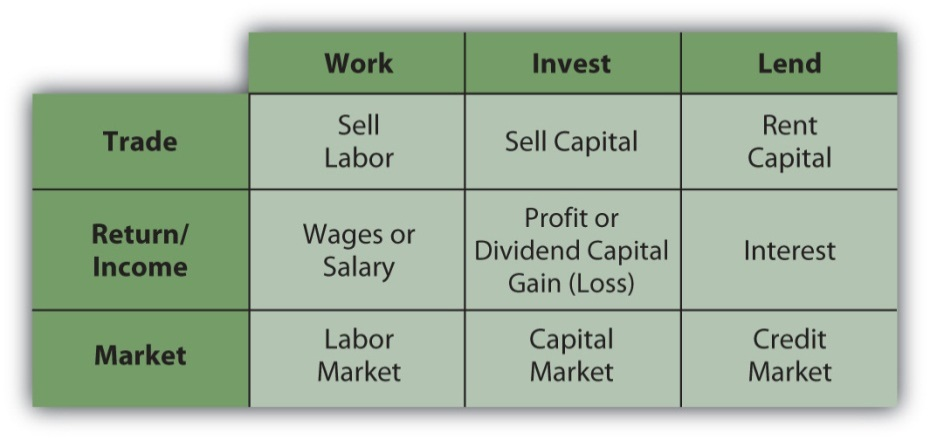 Work Invest Lend
Trade
Sell
Labor
Sell Capital
Rent
Capital
Return/
Income
Wages or
Salary
Profit or
Dividend Capital
Gain (Loss)
Interest
Market
Labor
Market
Capital
Market
Credit
Market